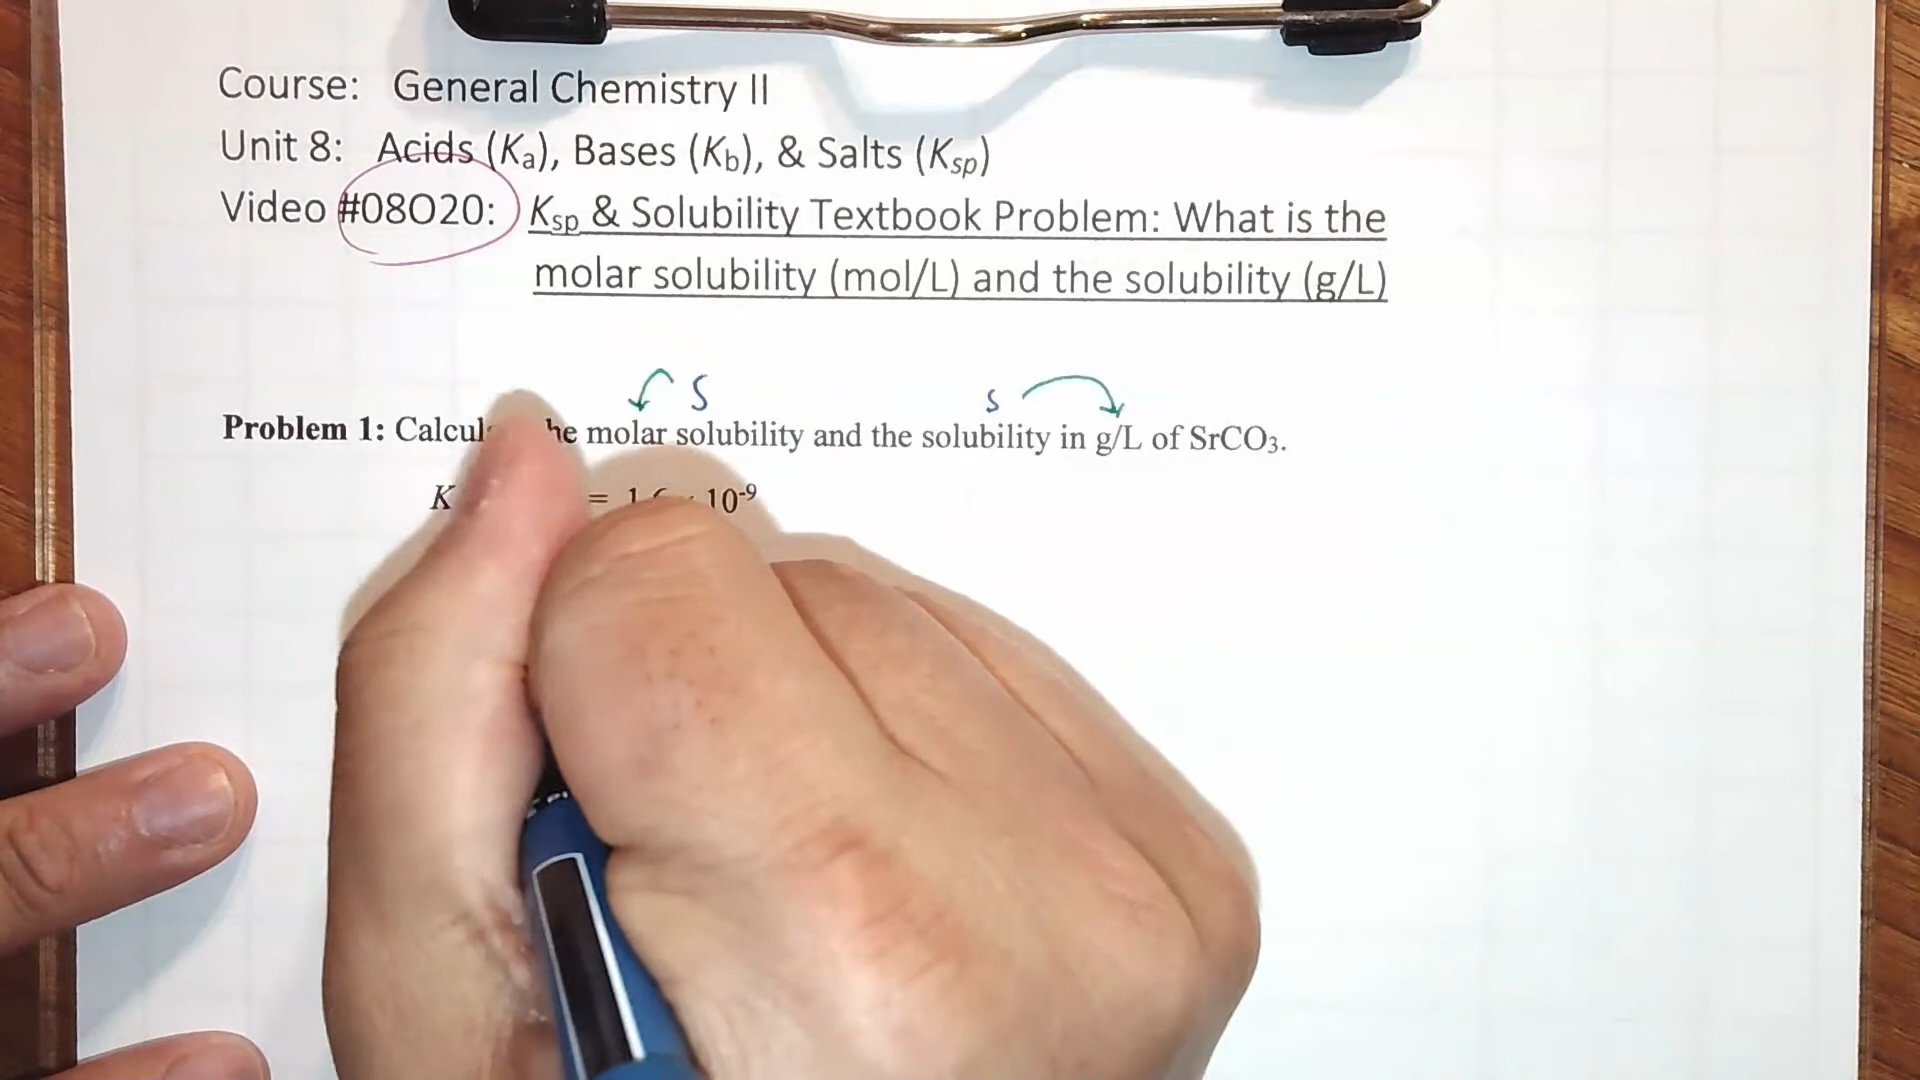 Course: General Chemistry II
Unit 8: Acids (Ka), Bases (Kb), & Salts (Ksp)
Video #08O20: Ksp & Solubility Textbook Problem: What is the
molar solubility (mol/L) and the solubility (g/L)
S S
Problem 1: he molar solubility and the solubility in g/L of SrCO3.
K = 10-9